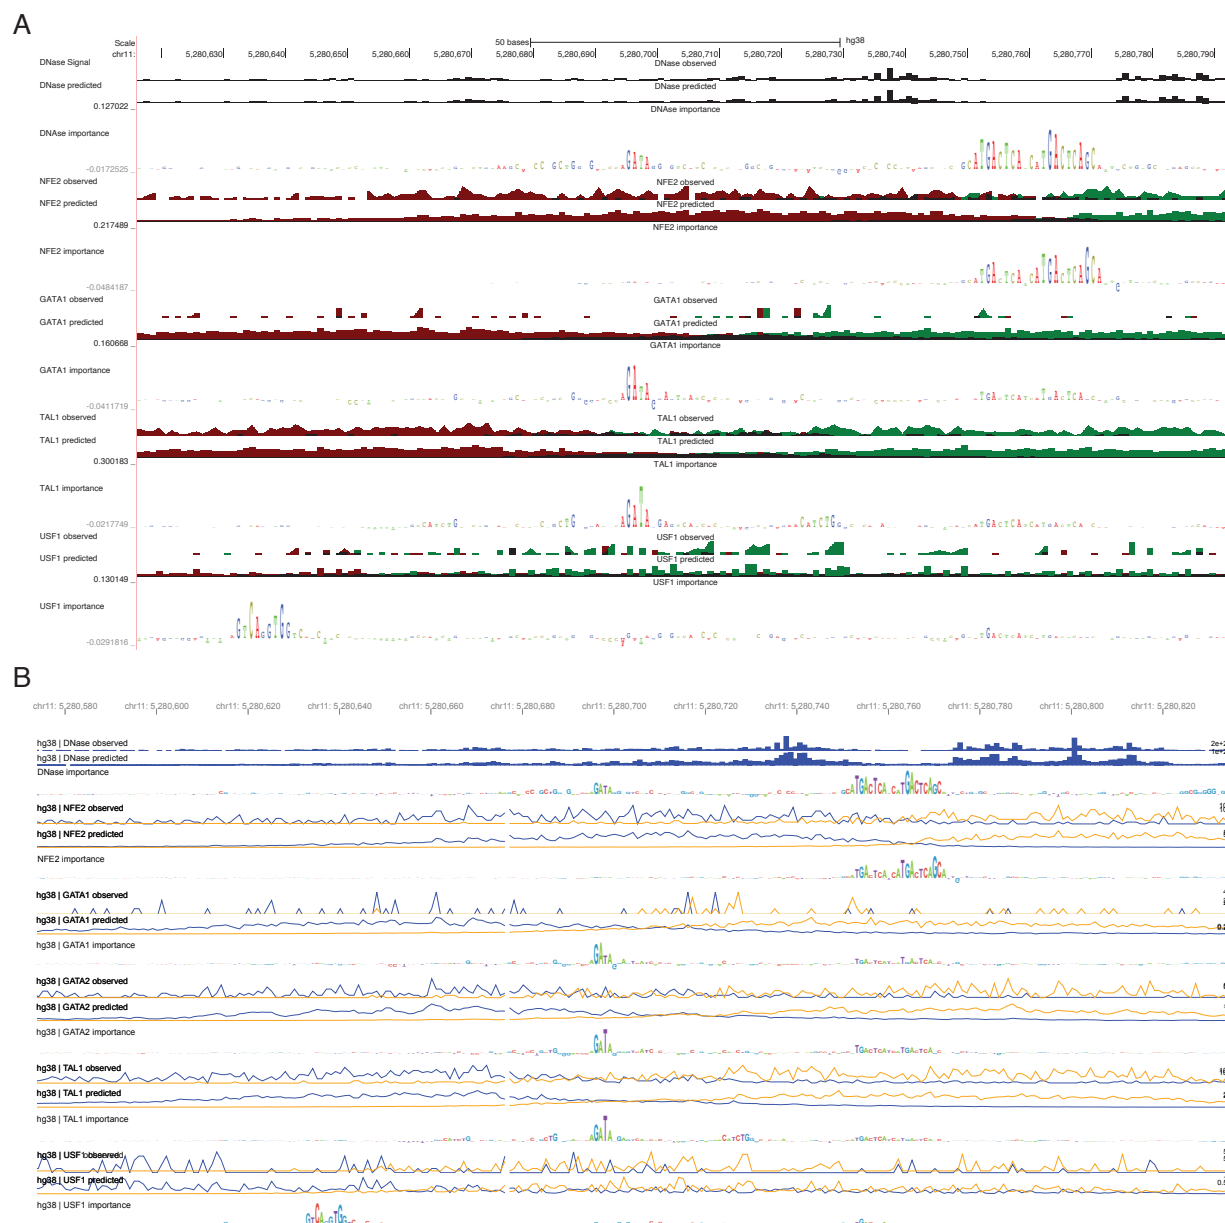 A
Scale 50 bases hg38
chr11: 5,280,630 5,280,640 5,280,650 5,280,660 5,280,670 5,280,680 5,280,690 5,280,700 5,280,710 5,280,720 5,280,730 5,280,740 5,280,750 5,280,760 5,280,770 5,280,780 5,280,790
DNase Signal DNase observed
DNase predicted DNase predicted
0.127022 _ DNAse importance
DNAse importance
-0.0172525 _
NFE2 observed NFE2 observed
NFE2 predicted NFE2 predicted
0.217489 _ NFE2 importance
NFE2 importance
-0.0484187 _
GATA1 observed GATA1 observed
GATA1 predicted GATA1 predicted
0.160668 _ GATA1 importance
GATA1 importance
-0.0411719 _
TAL1 observed TAL1 observed
TAL1 predicted TAL1 predicted
0.300183 _ TAL1 importance
TAL1 importance
-0.0217749 _
USF1 observed USF1 observed
USF1 predicted USF1 predicted
0.130149 _ USF1 importance
USF1 importance
-0.0291816 _
B
chr11: 5,280,580 chr11: 5,280,600 chr11: 5,280,620 chr11: 5,280,640 chr11: 5,280,660 chr11: 5,280,680 chr11: 5,280,700 chr11: 5,280,720 chr11: 5,280,740 chr11: 5,280,760 chr11: 5,280,780 chr11: 5,280,800 chr11: 5,280,820
hg38 | DNase observed
hg38 | DNase predicted
DNase importance
hg38 | NFE2 observed
hg38 | NFE2 predicted
NFE2 importance
hg38 | GATA1 observed
hg38 | GATA1 predicted
hg38 | GATA1 importance
hg38 | GATA2 observed
hg38 | GATA2 predicted
hg38 | GATA2 importance
hg38 | TAL1 observed
hg38 | TAL1 predicted
hg38 | TAL1 importance
hg38 | USF1 observed
hg38 | USF1 predicted
hg38 | USF1 importance